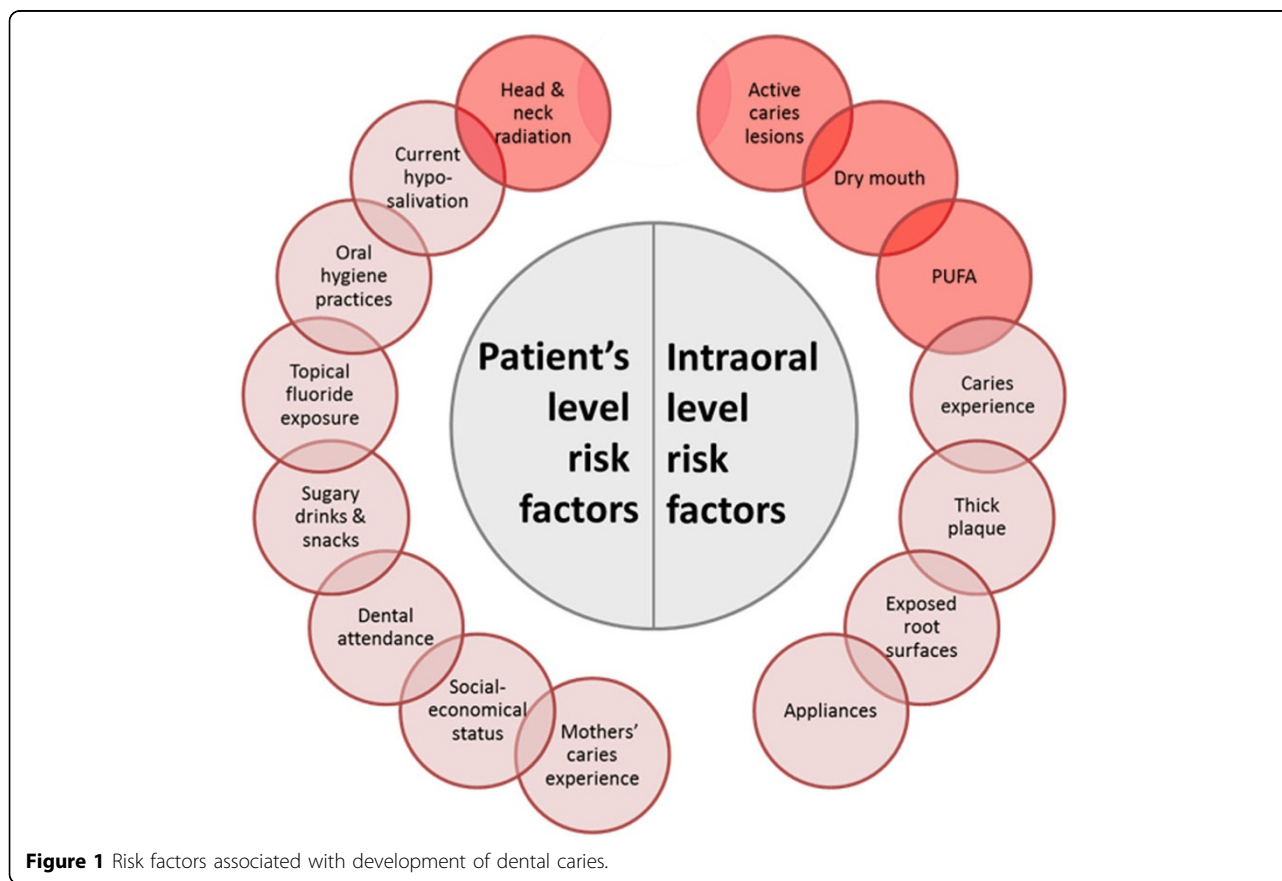 Head &
neck
radiation
Current
hypo-
salivation
Oral
hygiene
practices
Topical
fluoride
exposure
Sugary
drinks &
snacks
Dental
attendance
Social-
economical
status
Mothers'
caries
experience
Patient's
level
risk
factors
Intraoral
level
risk
factors
Active
caries
lesions
Dry mouth
PUFA
Caries
experience
Thick
plaque
Exposed
root
surfaces
Appliances
Figure 1 Risk factors associated with development of dental caries.